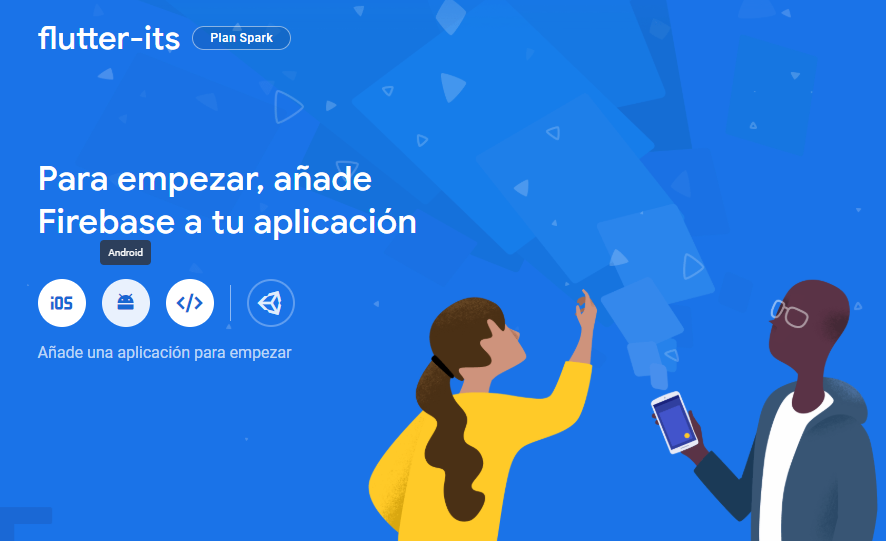 flutter-its
Plan Spark
Para empezar, añade
Firebase a tu aplicación
Android
iOS
Añade una aplicación para empezar